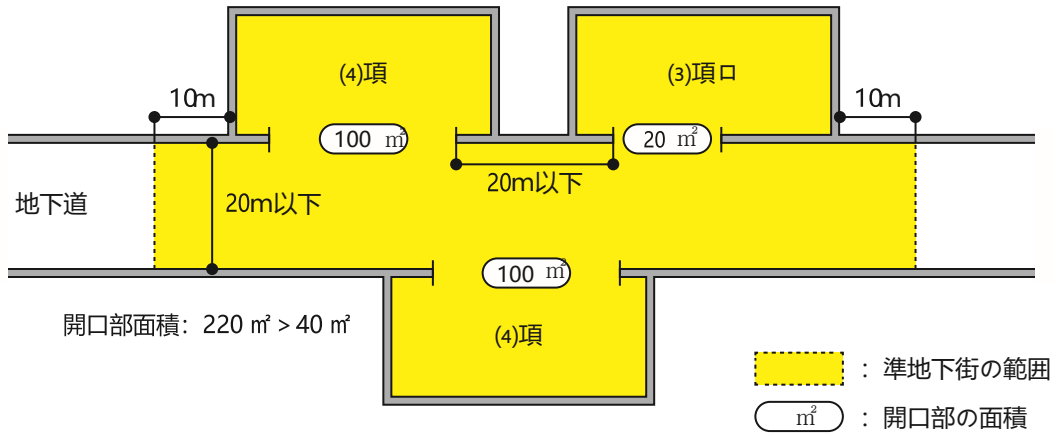 (4)項
(3)項ロ
10m
10m
100 ㎡
20 ㎡
20m以下
地下道
20m以下
100 ㎡
開口部面積：220 ㎡＞40 ㎡
(4)項
：準地下街の範囲
㎡ ：開口部の面積